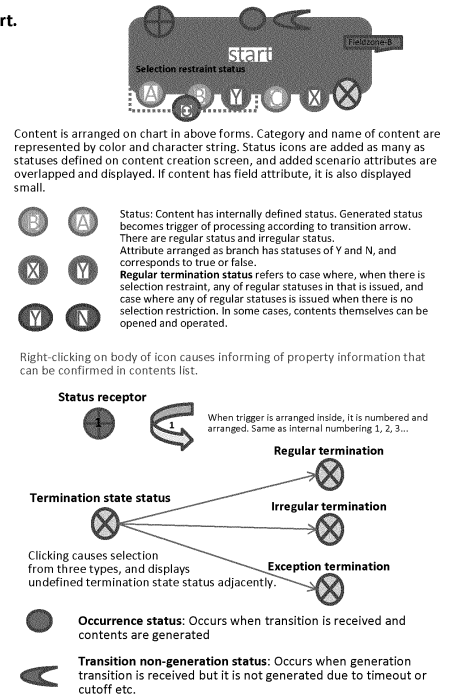 rt.
start
Fieldzone-B
Selection restraint status
A B Y C X
Content is arranged on chart in above forms. Category and name of content are
represented by color and character string. Status icons are added as many as
statuses defined on content creation screen, and added scenario attributes are
overlapped and displayed. If content has field attribute, it is also displayed
small.
B A
Status: Content has internally defined status. Generated status
becomes trigger of processing according to transition arrow.
There are regular status and irregular status.
Attribute arranged as branch has statuses of Y and N, and
X Y
corresponds to true or false.
Regular termination status refers to case where, when there is
selection restraint, any of regular statuses in that is issued, and
case where any of regular statuses is issued when there is no
Y N
selection restriction. In some cases, contents themselves can be
opened and operated.
Right-clicking on body of icon causes informing of property information that
can be confirmed in contents list.
Status receptor
1
1
When trigger is arranged inside, it is numbered and
arranged. Same as internal numbering 1, 2, 3...
Regular termination
Termination state status
Irregular termination
Clicking causes selection
from three types, and displays
undefined termination state status adjacently.
Exception termination
Occurrence status: Occurs when transition is received and
contents are generated
Transition non-generation status: Occurs when generation
transition is received but it is not generated due to timeout or
cutoff etc.